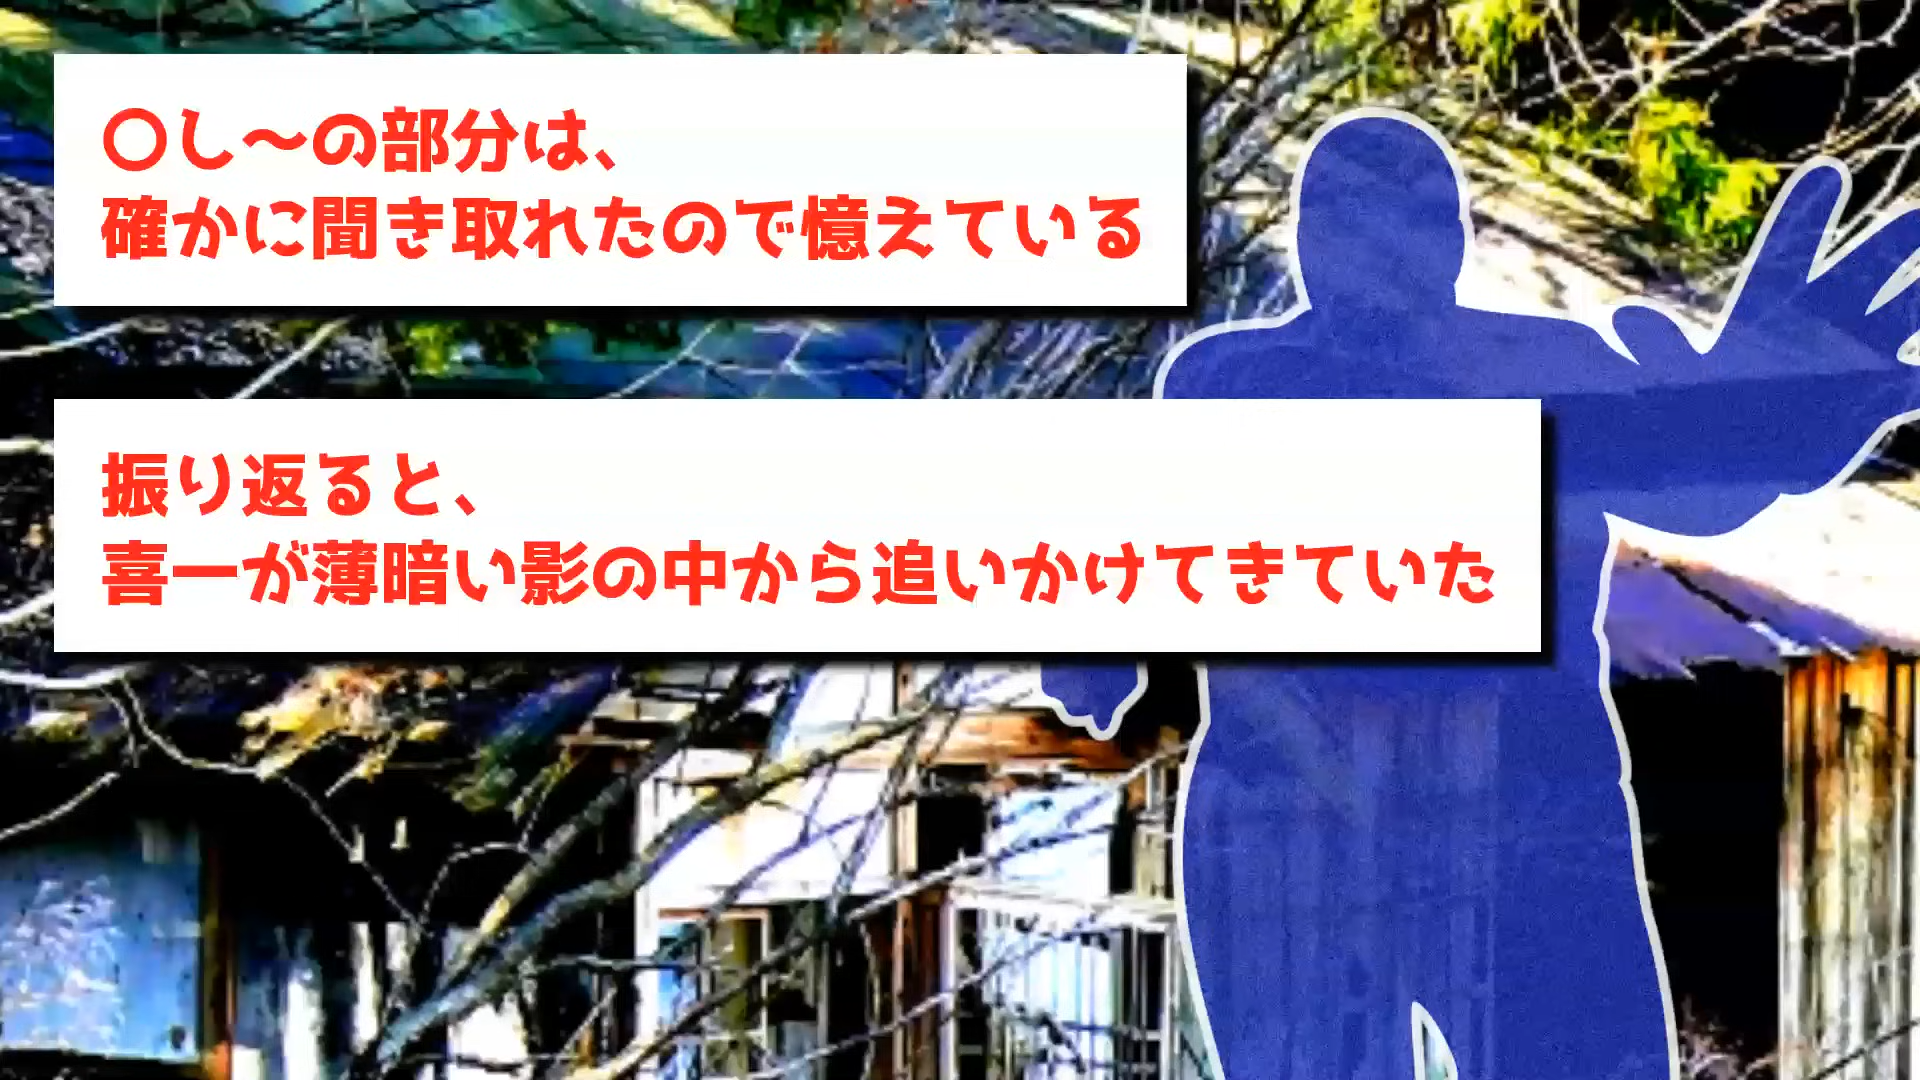 〇し～の部分は、
確かに聞き取れたので憶えている
振り返ると、
喜一が薄暗い影の中から追いかけてきていた